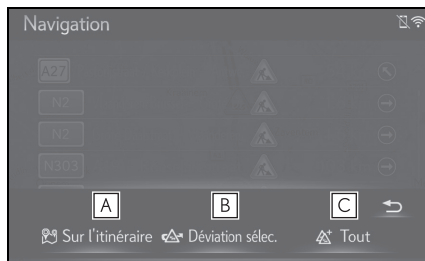 Navigation
A27
N2
N2
N303
A B C
Sur l'itinéraire Déviation sélec. Tout